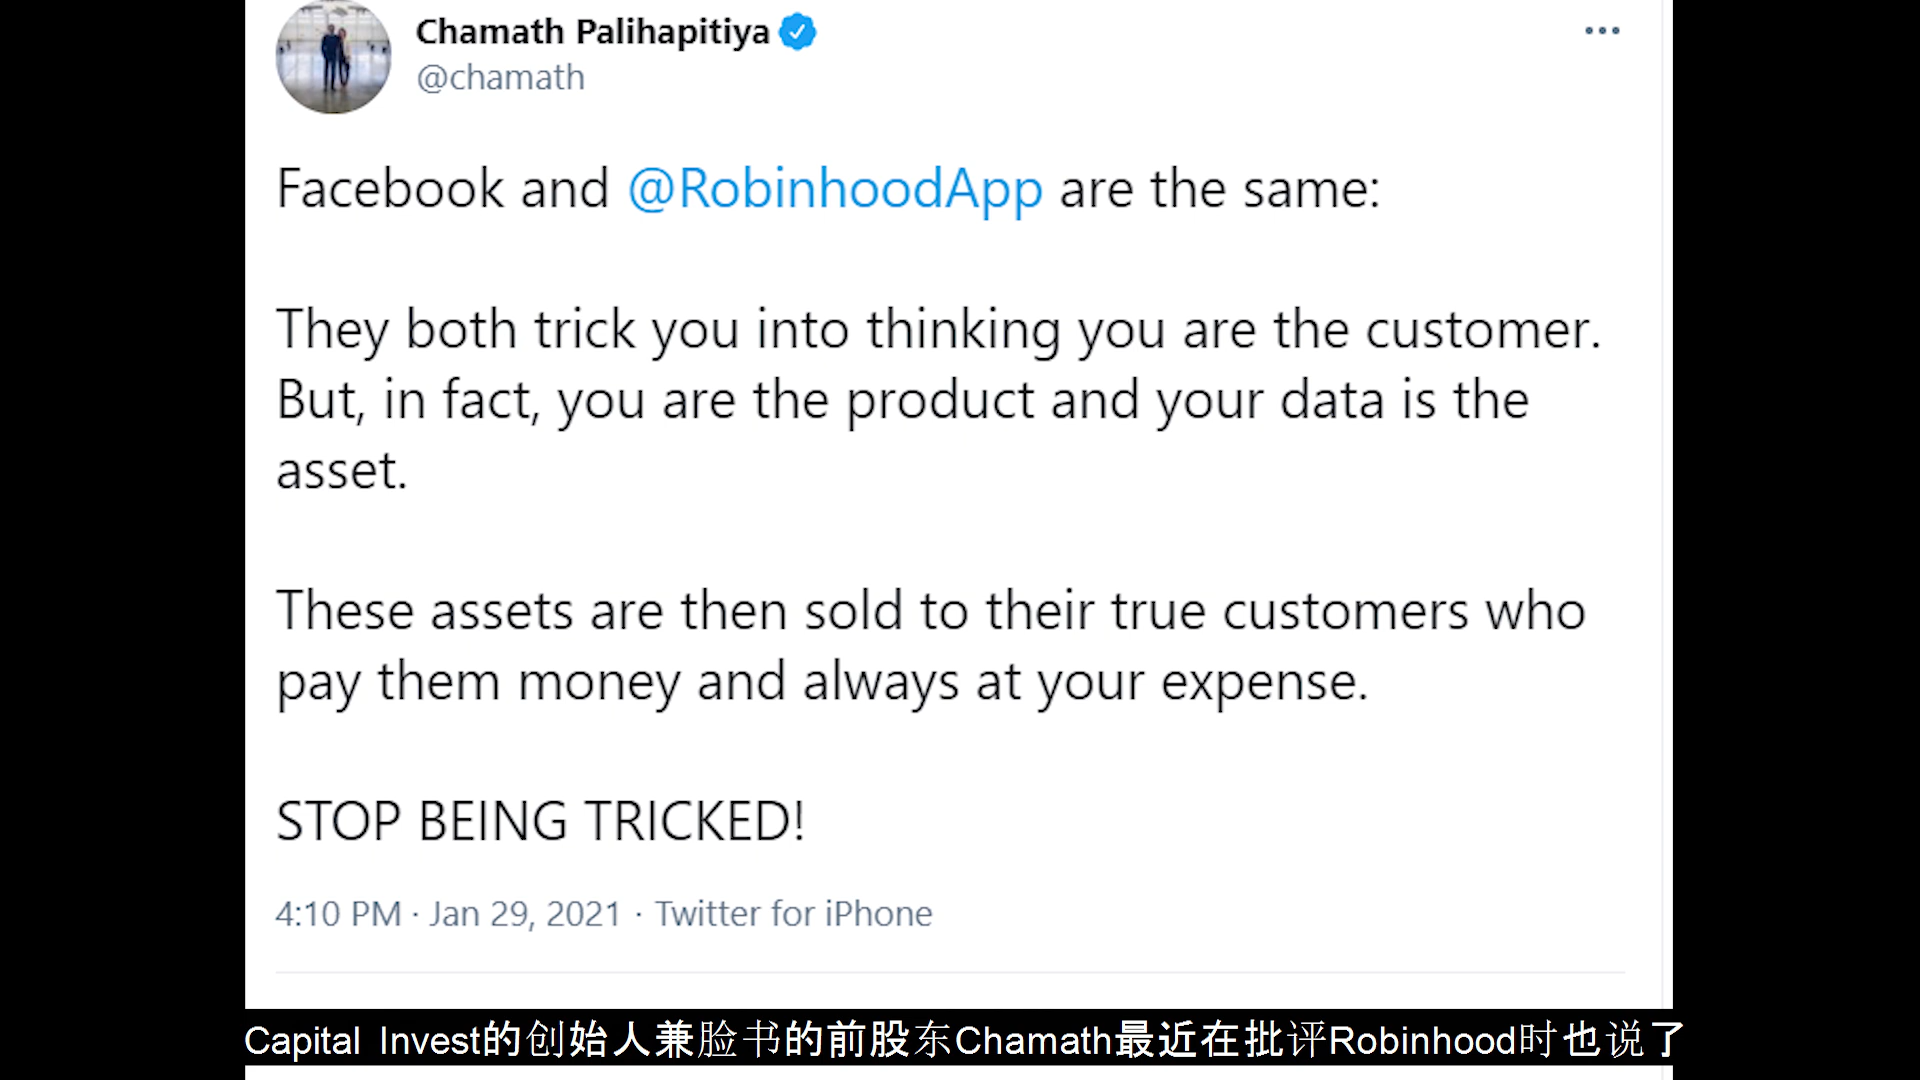 Chamath Palihapitiya
@chamath
Facebook and @RobinhoodApp are the same:
They both trick you into thinking you are the customer.
But, in fact, you are the product and your data is the
asset.
These assets are then sold to their true customers who
pay them money and always at your expense.
STOP BEING TRICKED!
4:10 PM · Jan 29, 2021 · Twitter for iPhone
Capital Invest的创始人兼脸书的前股东Chamath最近在批评Robinhood时也说了